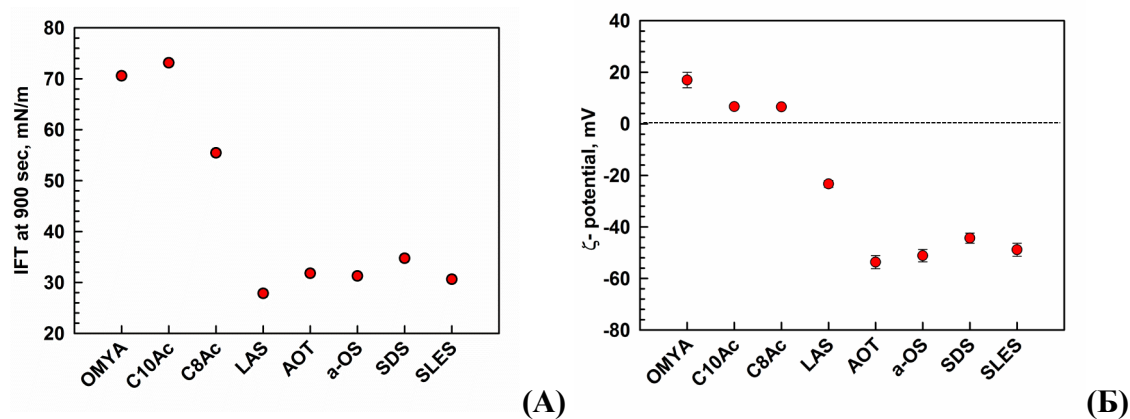 80
70
60
50
40
30
20
IFT at 900 sec, mN/m
OMYA
C10Ac
C8Ac
LAS
AOT
a-OS
SDS
SLES
(А)
40
20
0
-20
-40
-60
-80
ζ- potential, mV
OMYA
C10Ac
C8Ac
LAS
AOT
a-OS
SDS
SLES
(Б)